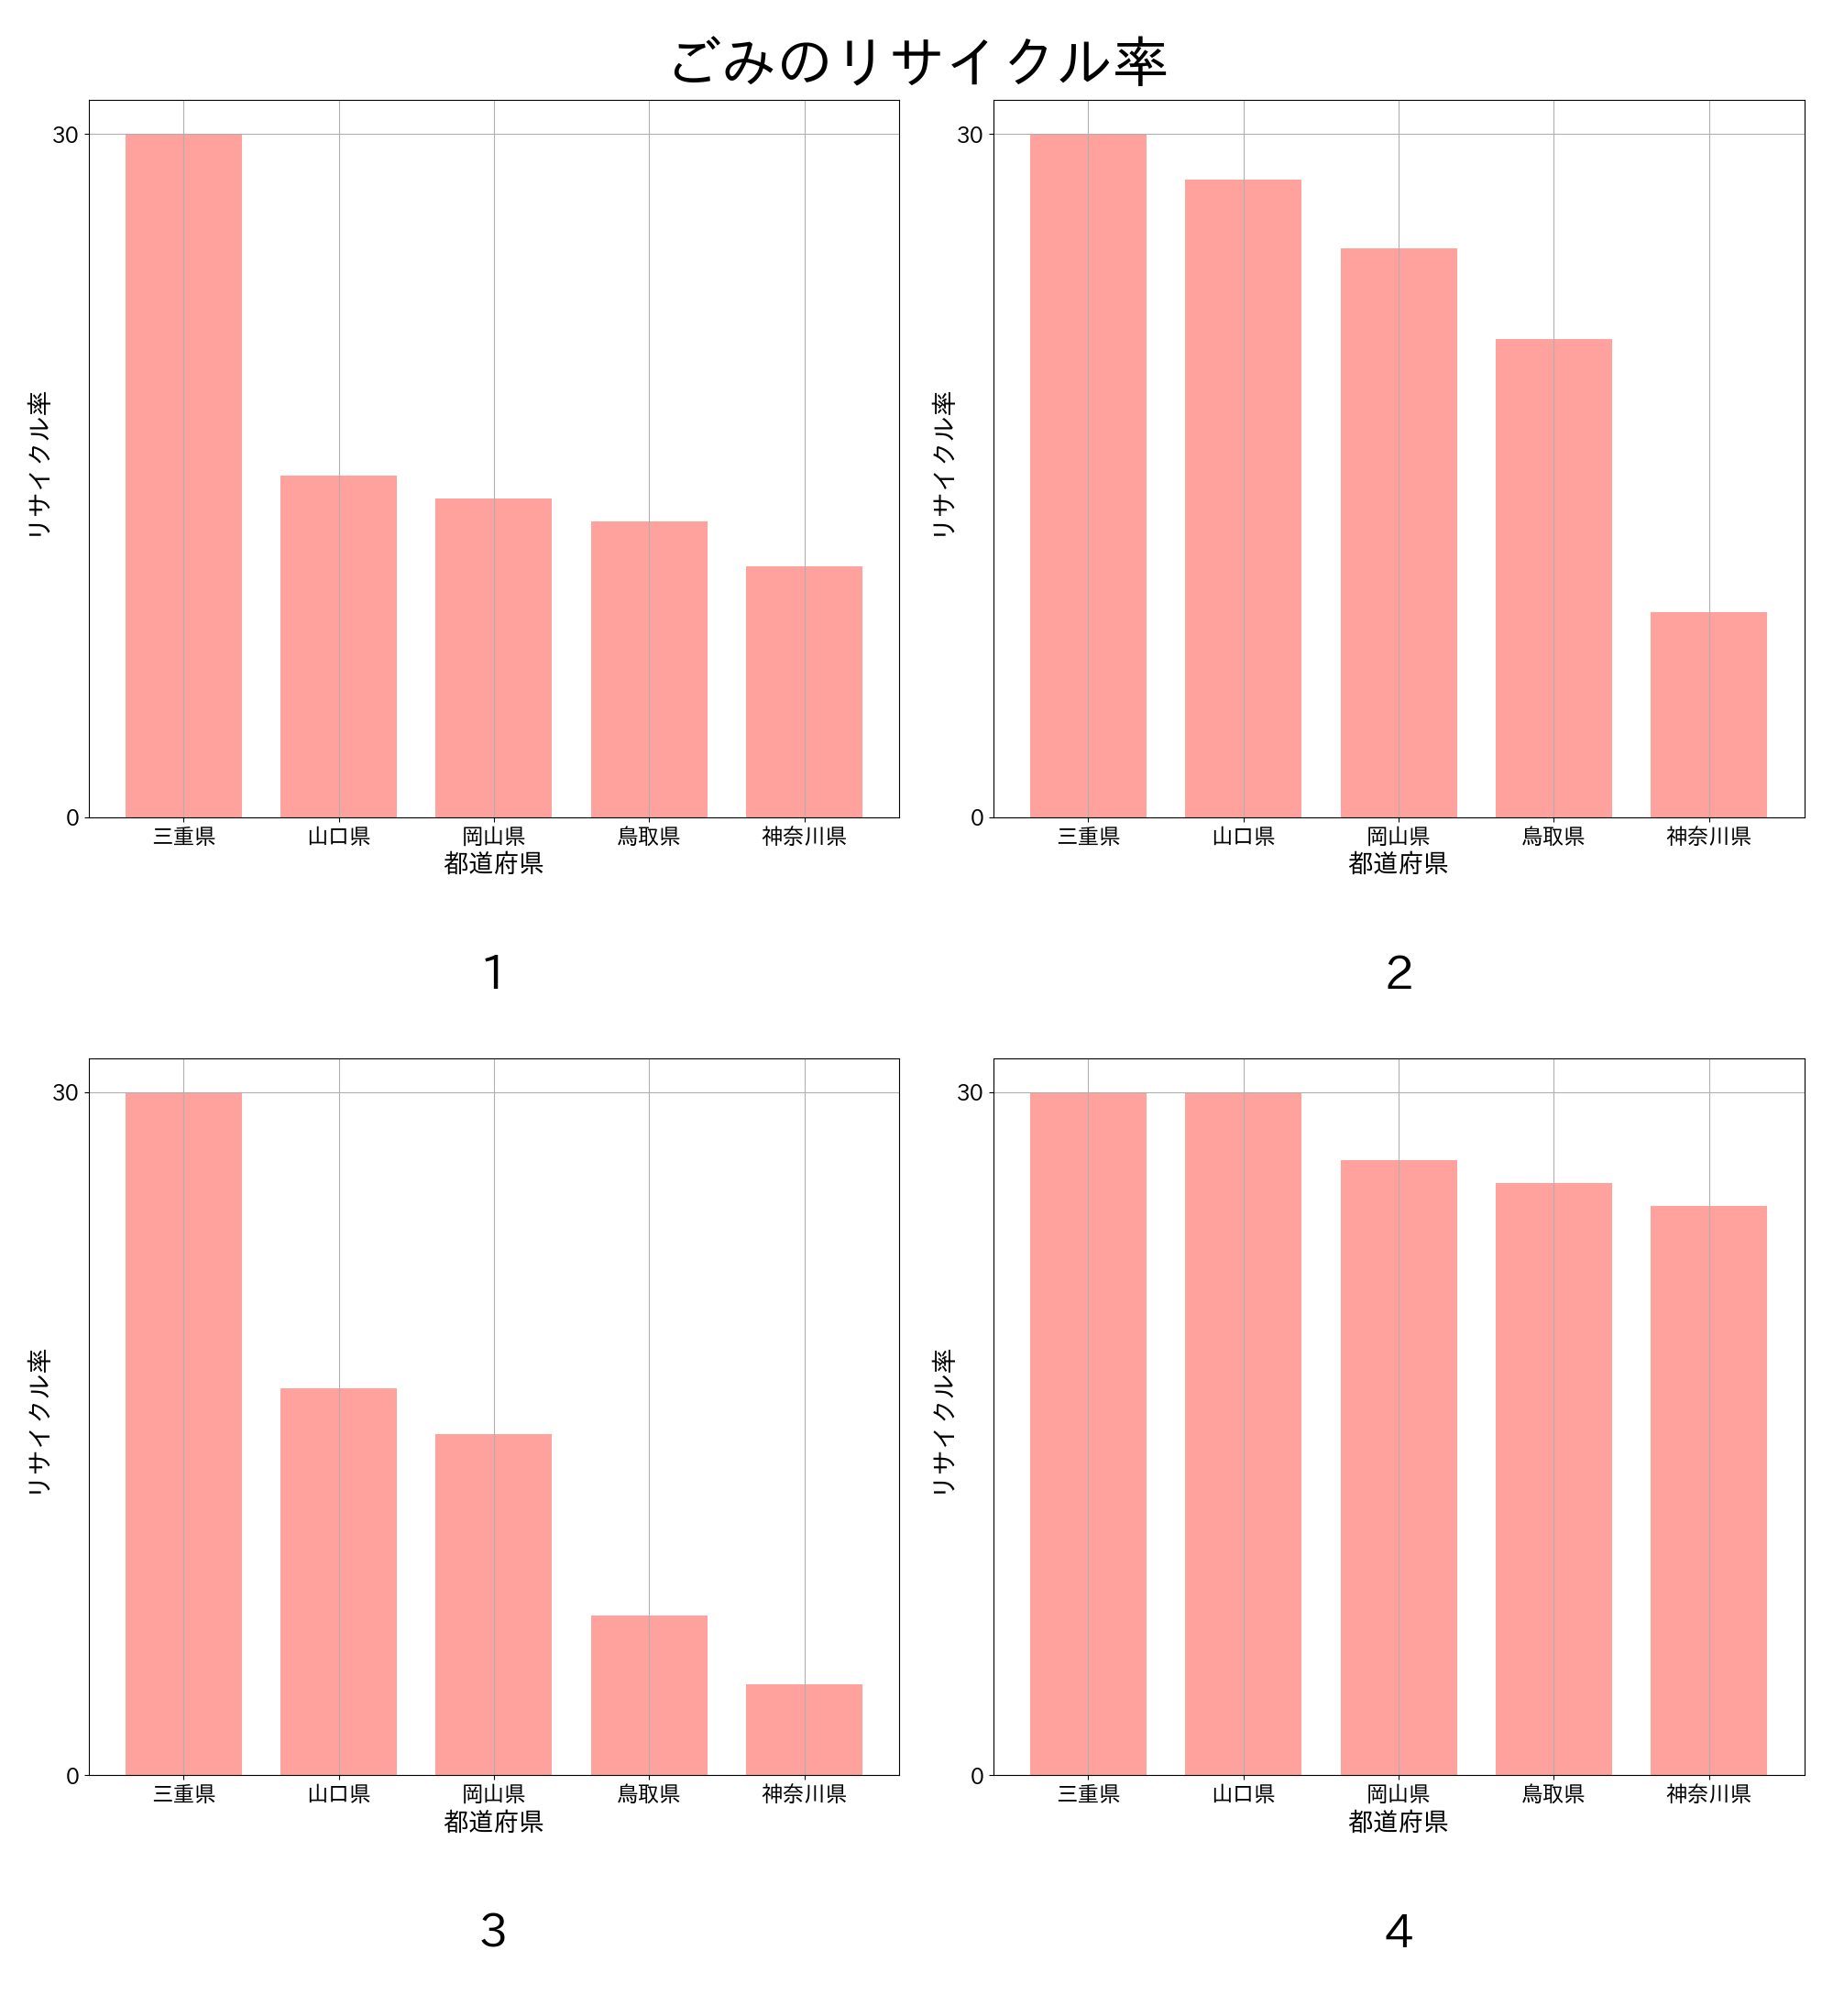 ごみのリサイクル率
30
0
リサイクル率
三重県 山口県 岡山県 鳥取県 神奈川県
都道府県
1
30
0
リサイクル率
三重県 山口県 岡山県 鳥取県 神奈川県
都道府県
2
30
0
リサイクル率
三重県 山口県 岡山県 鳥取県 神奈川県
都道府県
3
30
0
リサイクル率
三重県 山口県 岡山県 鳥取県 神奈川県
都道府県
4